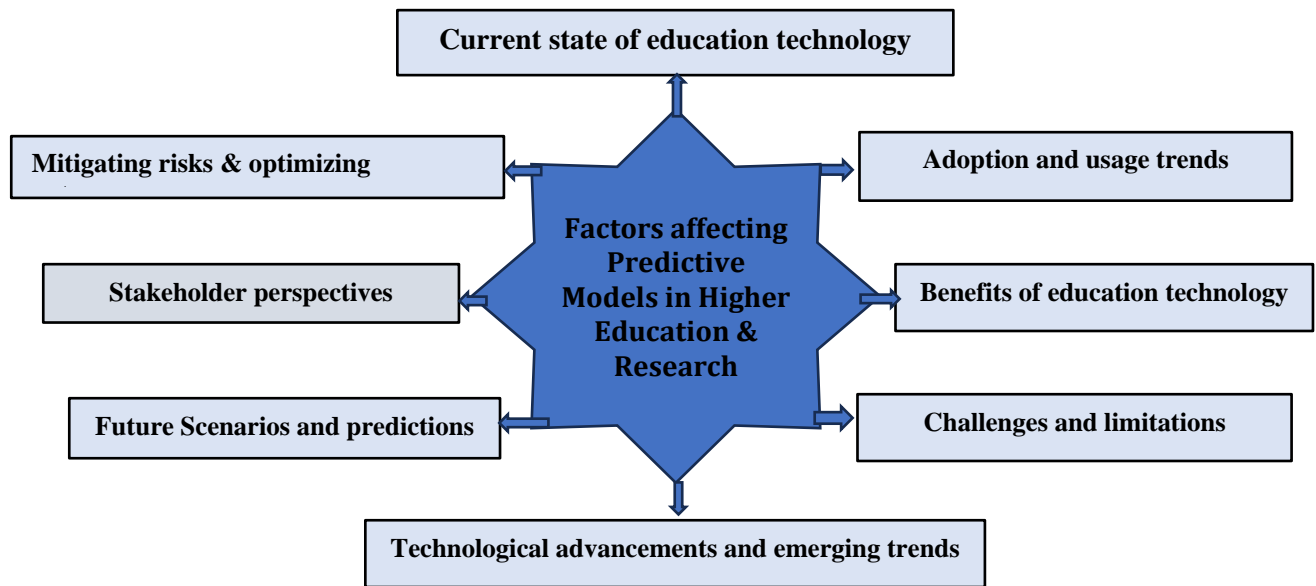 Current state of education technology
Mitigating risks & optimizing
Adoption and usage trends
Factors affecting
Predictive
Models in Higher
Education &
Research
Stakeholder perspectives
Benefits of education technology
Future Scenarios and predictions
Challenges and limitations
Technological advancements and emerging trends